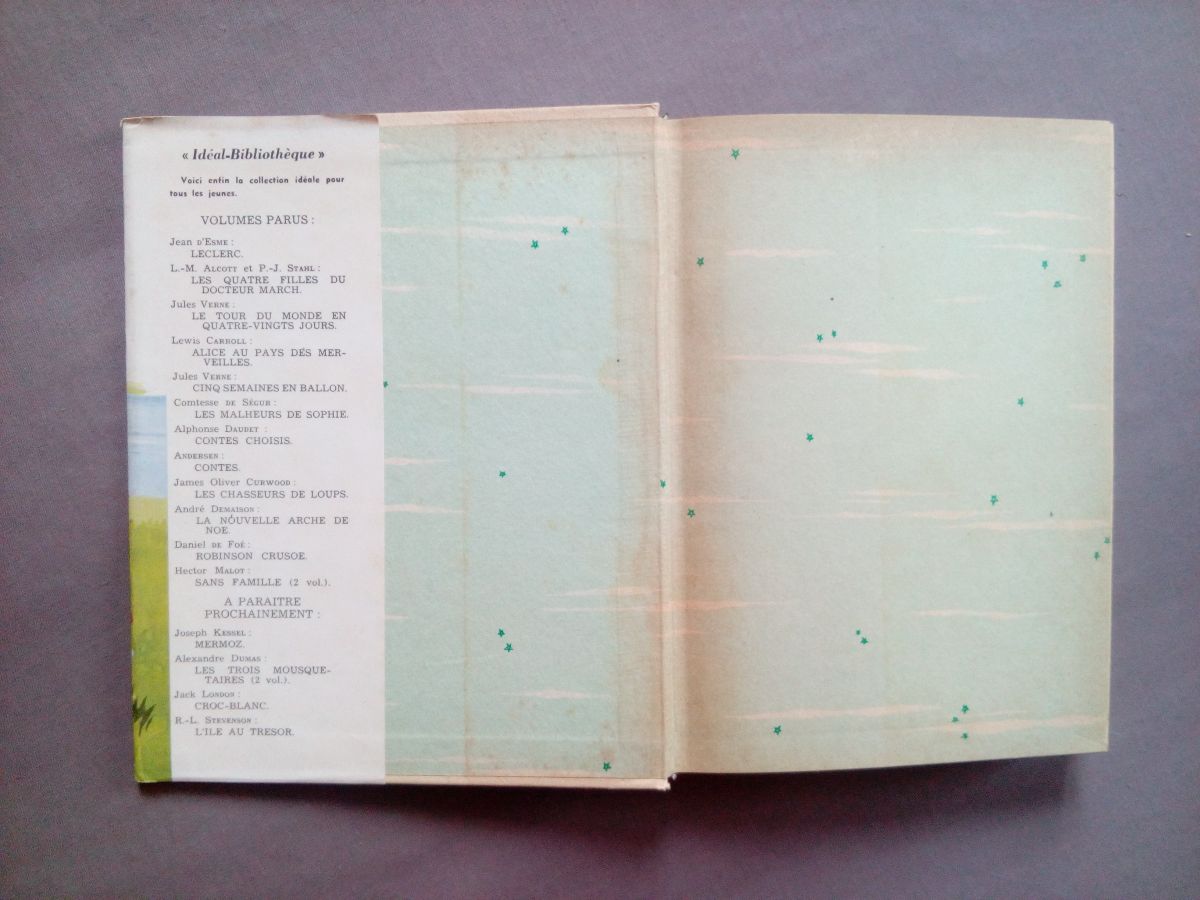 « Idéal-Bibliothèque »
Voici enfin la collection idéale pour
tous les jeunes.
VOLUMES PARUS :
Jean D'ESME :
LECLERC.
L.-M. ALCOTT et P.-J. STAHL :
LES QUATRE FILLES DU
DOCTEUR MARCH.
Jules VERNE :
LE TOUR DU MONDE EN
QUATRE-VINGTS JOURS.
Lewis CARROLL :
ALICE AU PAYS DES MER-
VEILLES.
Jules VERNE :
CINQ SEMAINES EN BALLON.
Comtesse DE SÉGUR :
LES MALHEURS DE SOPHIE.
Alphonse DAUDET :
CONTES CHOISIS.
ANDERSEN :
CONTES.
James Oliver CURWOOD :
LES CHASSEURS DE LOUPS.
André DEMAISON :
LA NOUVELLE ARCHE DE
NOE.
Daniel DE FOÉ :
ROBINSON CRUSOE.
Hector MALOT :
SANS FAMILLE (2 vol.).
A PARAITRE
PROCHAINEMENT :
Joseph KESSEL :
MERMOZ.
Alexandre DUMAS :
LES TROIS MOUSQUE-
TAIRES (2 vol.).
Jack LONDON :
CROC-BLANC.
R.-L. STEVENSON :
L'ILE AU TRESOR.